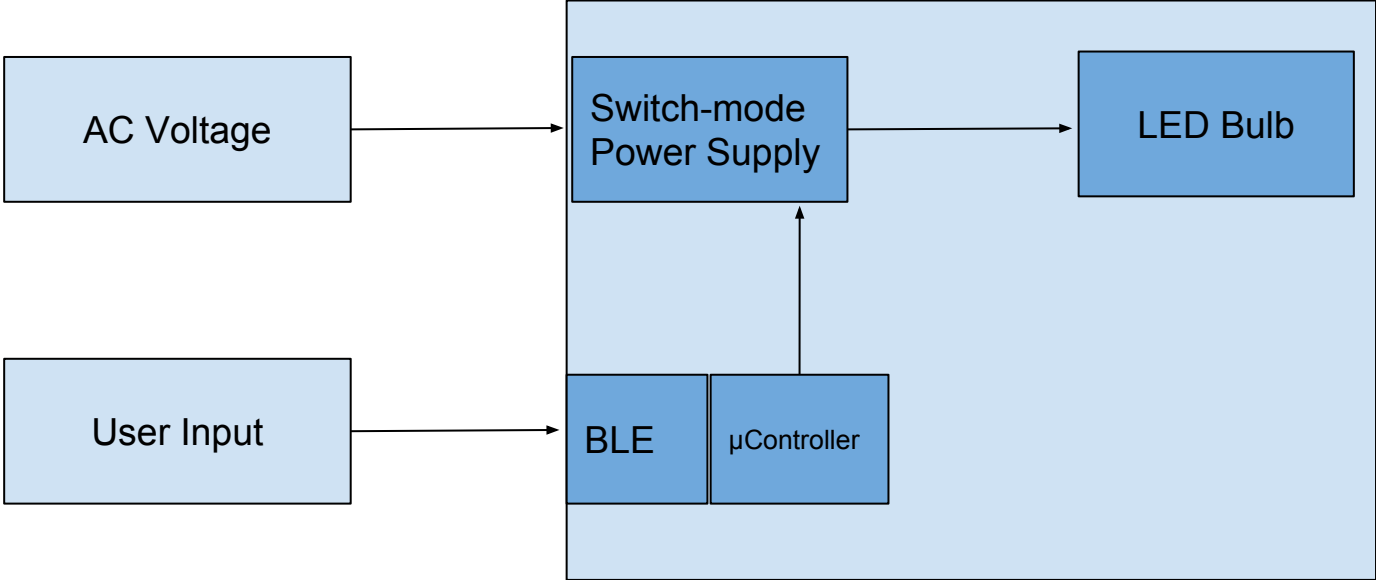 AC Voltage
Switch-mode
Power Supply
LED Bulb
User Input
BLE
µController